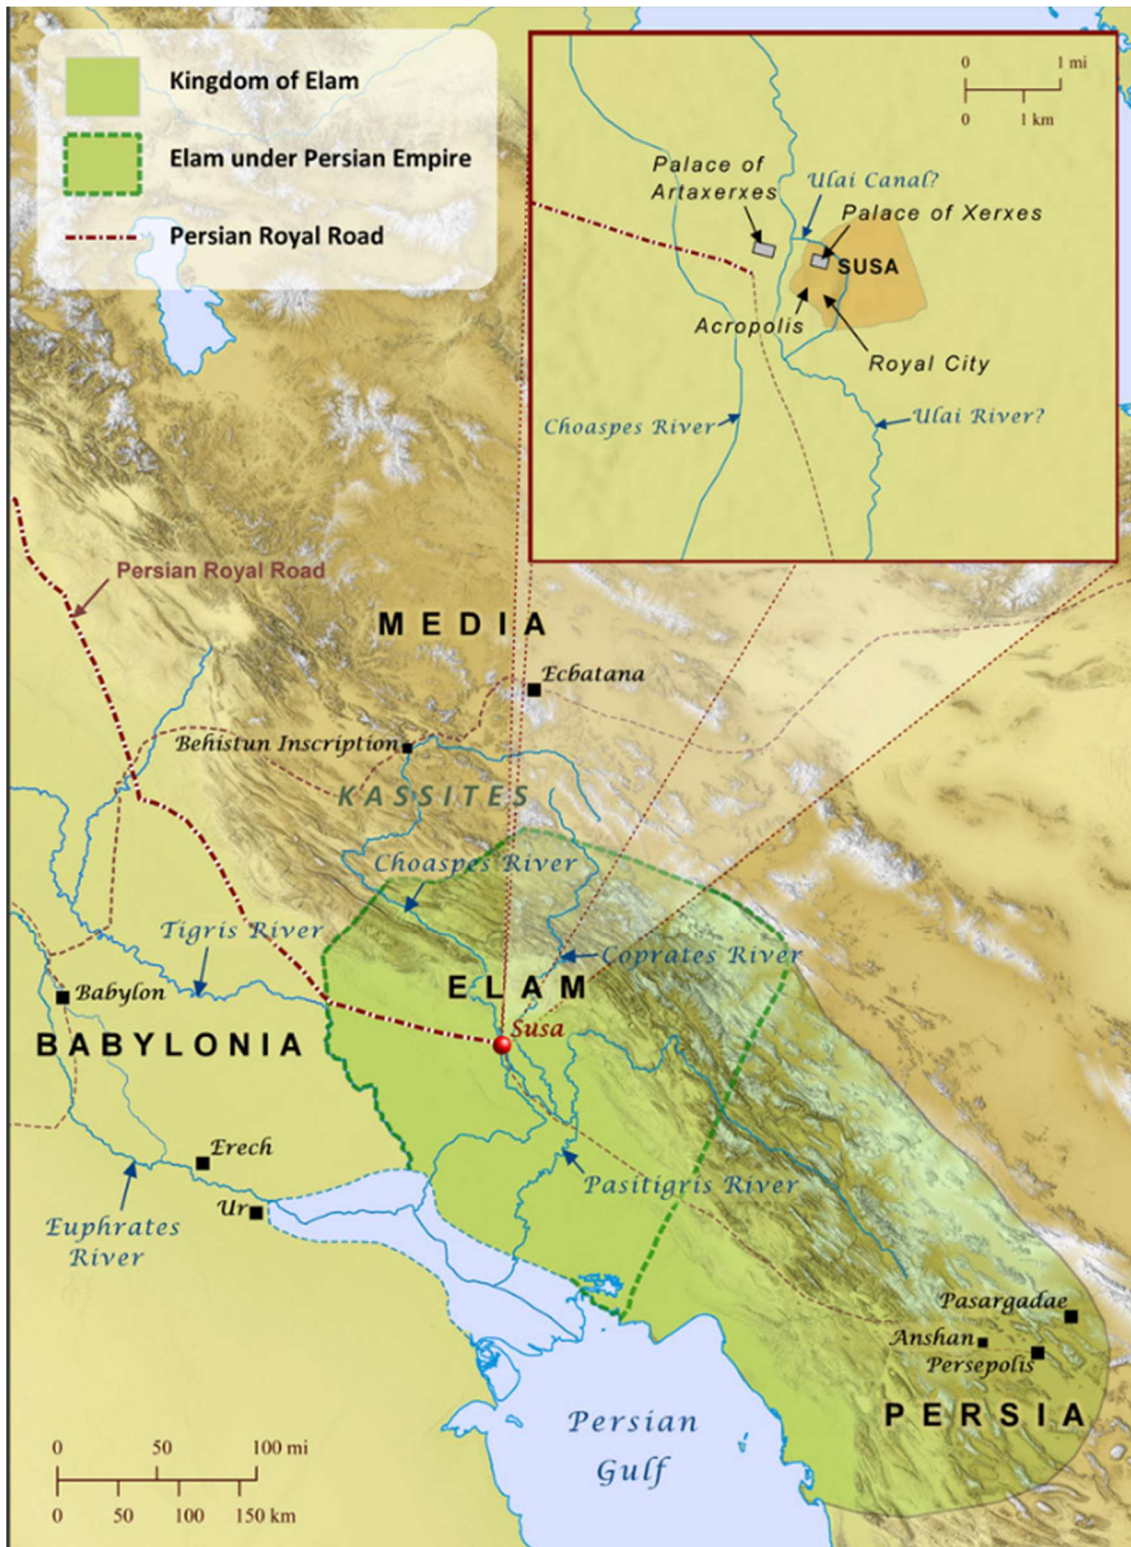 Kingdom of Elam
Elam under Persian Empire
Persian Royal Road
0 1 mi
0 1 km
Palace of
Artaxerxes
Ulai Canal?
Palace of Xerxes
SUSA
Acropolis
Royal City
Choaspes River
Ulai River?
Persian Royal Road
MEDIA
Ecbatana
Behistun Inscription
KASSITES
Choaspes River
Tigris River
Coprates River
ELAM
Babylon
Susa
BABYLONIA
Erech
Pasitigris River
Ur
Euphrates
River
Pasargadae
Anshan
Persepolis
PERSIA
Persian
Gulf
0 50 100 mi
0 50 100 150 km